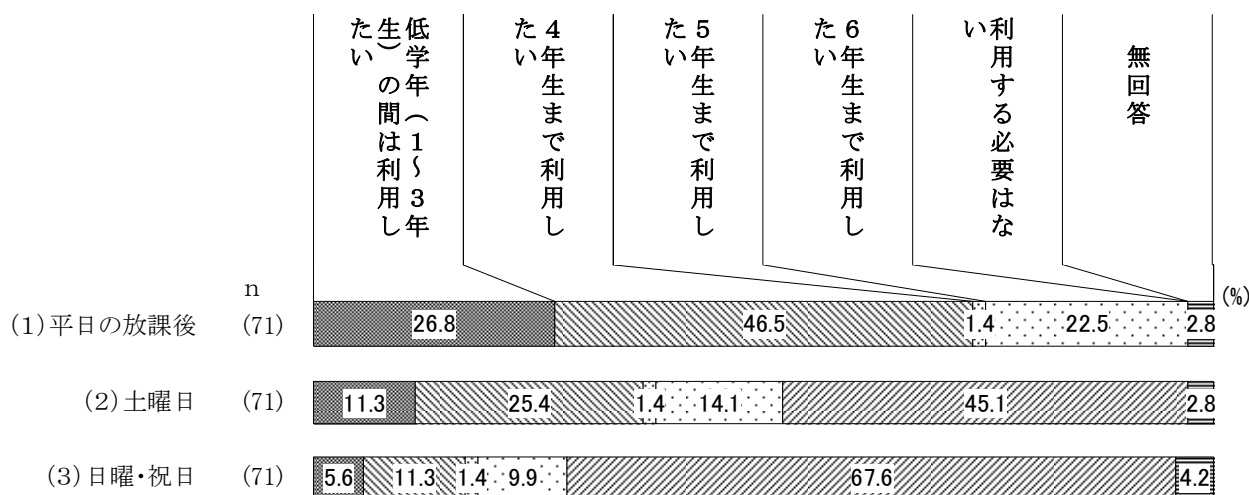 低学年（1～3年
生）の間は利用し
たい
4年生まで利用し
たい
5年生まで利用し
たい
6年生まで利用し
たい
利用する必要はな
い
無回答
n
(%)
(1)平日の放課後 (71) 26.8 46.5 1.4 22.5 2.8
(2)土曜日 (71) 11.3 25.4 1.4 14.1 45.1 2.8
(3)日曜・祝日 (71) 5.6 11.3 1.4 9.9 67.6 4.2